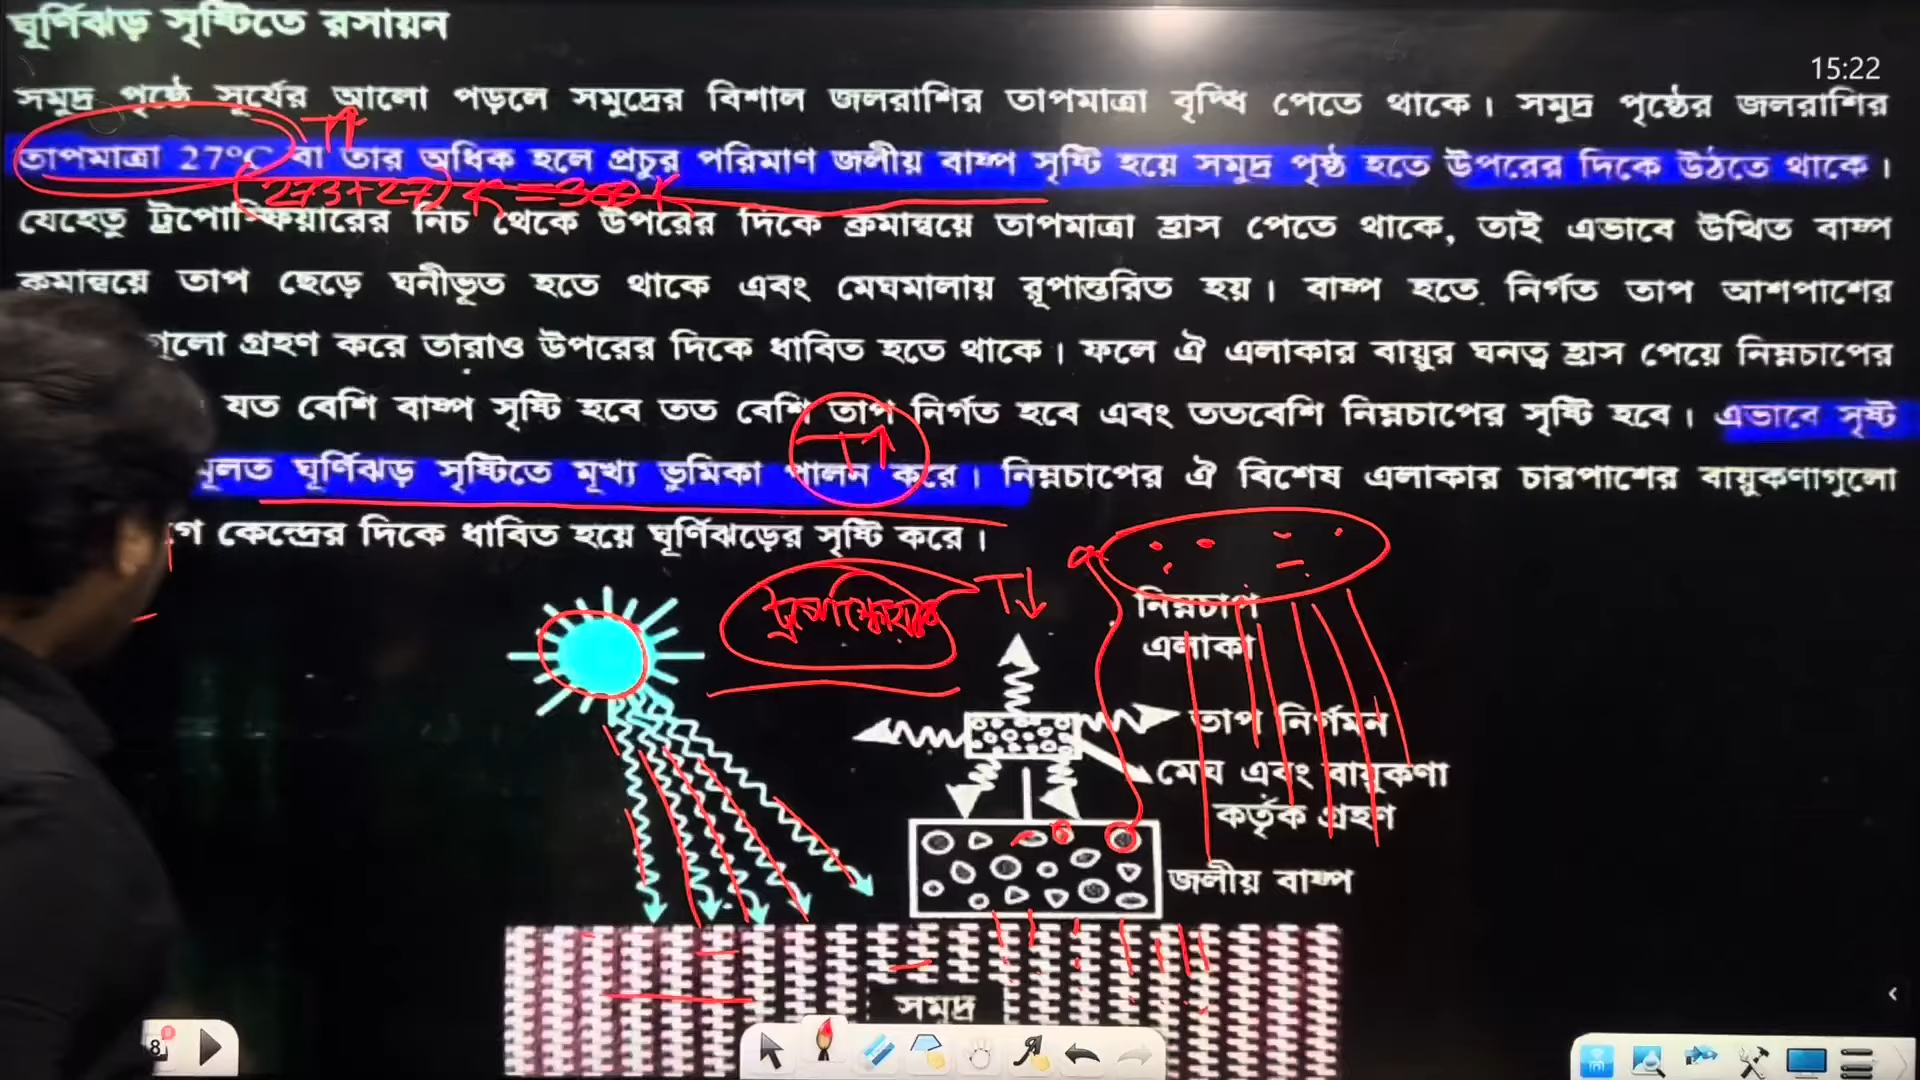 ঘূর্ণিঝড় সৃষ্টিতে রসায়ন
15:22
সমুদ্র পৃষ্ঠে সূর্যের আলো পড়লে সমুদ্রের বিশাল জলরাশির তাপমাত্রা বৃদ্ধি পেতে থাকে। সমুদ্র পৃষ্ঠের জলরাশির
T↑
তাপমাত্রা 27°C বা তার অধিক হলে প্রচুর পরিমাণ জলীয় বাষ্প সৃষ্টি হয়ে সমুদ্র পৃষ্ঠ হতে উপরের দিকে উঠতে থাকে।
(273+27) K = 300 K
যেহেতু ট্রপোস্ফিয়ারের নিচ থেকে উপরের দিকে ক্রমান্বয়ে তাপমাত্রা হ্রাস পেতে থাকে, তাই এভাবে উত্থিত বাষ্প
ক্রমান্বয়ে তাপ ছেড়ে ঘনীভূত হতে থাকে এবং মেঘমালায় রূপান্তরিত হয়। বাষ্প হতে নির্গত তাপ আশপাশের
গুলো গ্রহণ করে তারাও উপরের দিকে ধাবিত হতে থাকে। ফলে ঐ এলাকার বায়ুর ঘনত্ব হ্রাস পেয়ে নিম্নচাপের
যত বেশি বাষ্প সৃষ্টি হবে তত বেশি তাপ নির্গত হবে এবং ততবেশি নিম্নচাপের সৃষ্টি হবে। এভাবে সৃষ্ট
T↑
মূলত ঘূর্ণিঝড় সৃষ্টিতে মূখ্য ভূমিকা পালন করে। নিম্নচাপের ঐ বিশেষ এলাকার চারপাশের বায়ুকণাগুলো
গে কেন্দ্রের দিকে ধাবিত হয়ে ঘূর্ণিঝড়ের সৃষ্টি করে।
T↓
নিম্নচাপ
এলাকা
তাপ নির্গমন
মেঘ এবং বায়ুকণা
কর্তৃক গ্রহণ
জলীয় বাষ্প
সমুদ্র
8